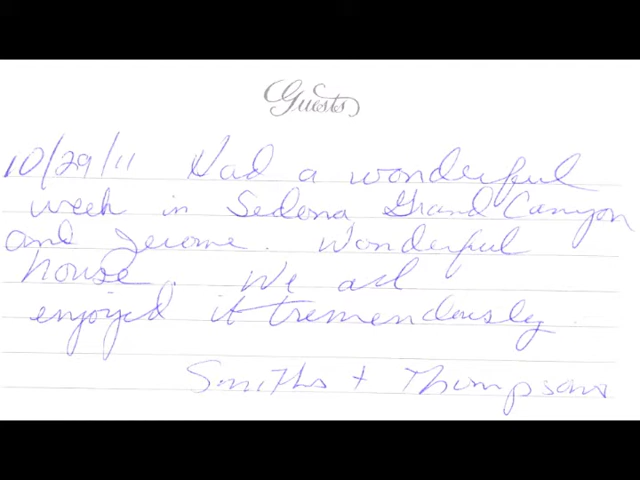 Guests
10/29/11 Had a wonderful
week in Sedona, Grand Canyon
and Jerome. Wonderful
house. We all
enjoyed it tremendously.
Smiths + Thompsons